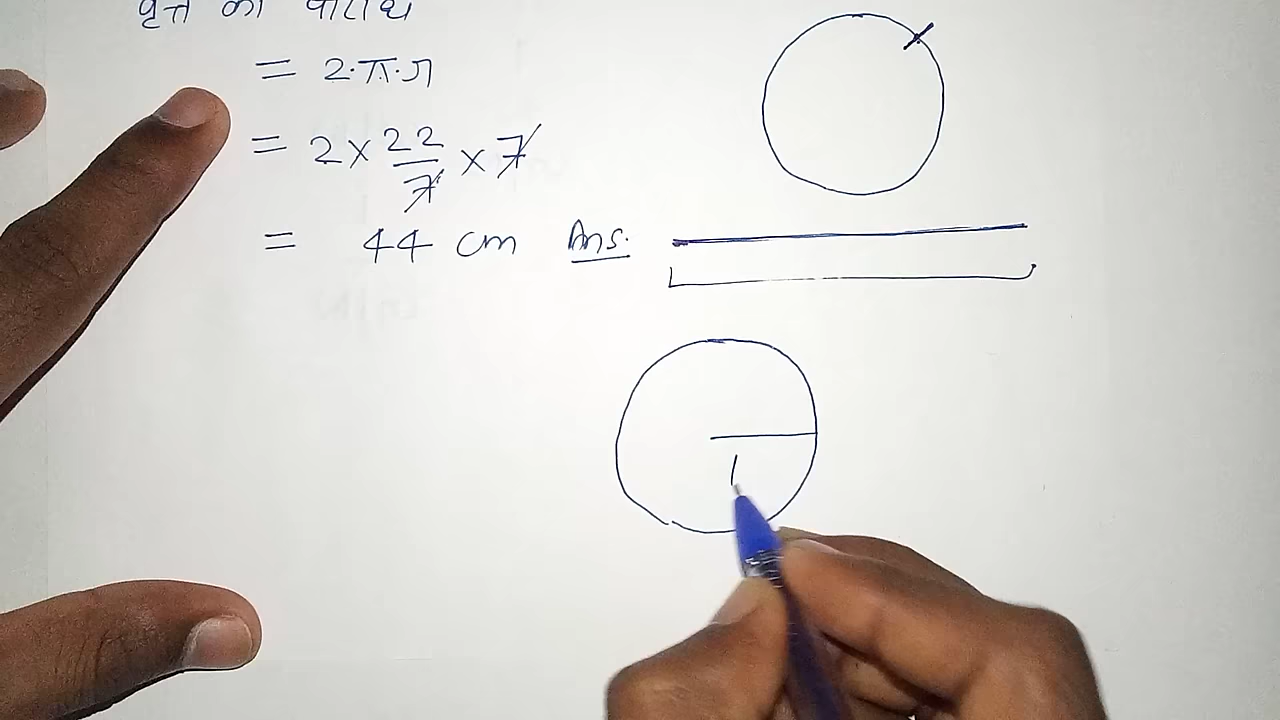 वृत्त की परिधि
= 2.π.r
= 2 × 22/7 × 7
= 44 cm Ans.